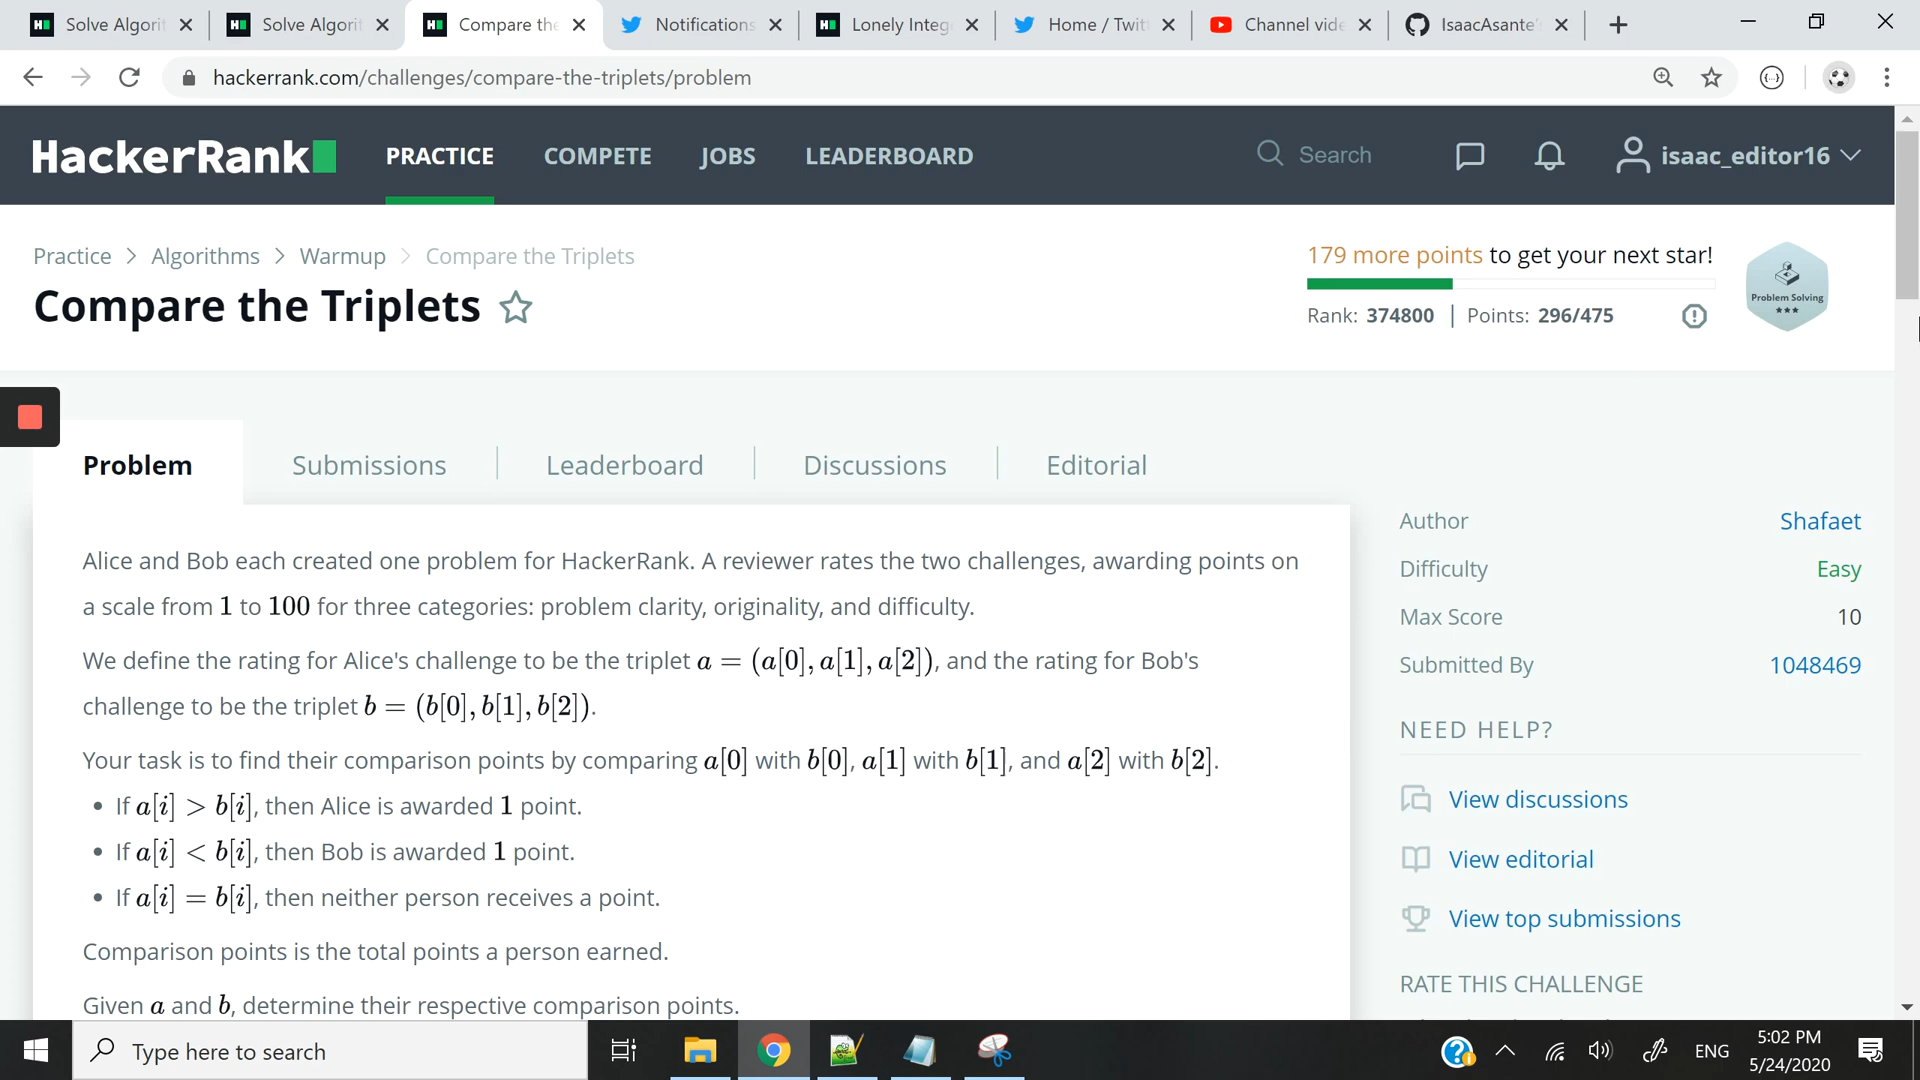 Solve Algorit
Solve Algorit
Compare the
Notifications
Lonely Integ
Home / Twit
Channel vide
IsaacAsante'
hackerrank.com/challenges/compare-the-triplets/problem
HackerRank
PRACTICE
COMPETE
JOBS
LEADERBOARD
Search
isaac_editor16
Practice > Algorithms > Warmup > Compare the Triplets
Compare the Triplets
179 more points to get your next star!
Rank: 374800 | Points: 296/475
Problem Solving
Problem
Submissions
Leaderboard
Discussions
Editorial
Alice and Bob each created one problem for HackerRank. A reviewer rates the two challenges, awarding points on
a scale from 1 to 100 for three categories: problem clarity, originality, and difficulty.
We define the rating for Alice's challenge to be the triplet a = (a[0], a[1], a[2]), and the rating for Bob's
challenge to be the triplet b = (b[0], b[1], b[2]).
Your task is to find their comparison points by comparing a[0] with b[0], a[1] with b[1], and a[2] with b[2].
• If a[i] > b[i], then Alice is awarded 1 point.
• If a[i] < b[i], then Bob is awarded 1 point.
• If a[i] = b[i], then neither person receives a point.
Comparison points is the total points a person earned.
Given a and b, determine their respective comparison points.
Author Shafaet
Difficulty Easy
Max Score 10
Submitted By 1048469
NEED HELP?
View discussions
View editorial
View top submissions
RATE THIS CHALLENGE
Type here to search
ENG
5:02 PM
5/24/2020